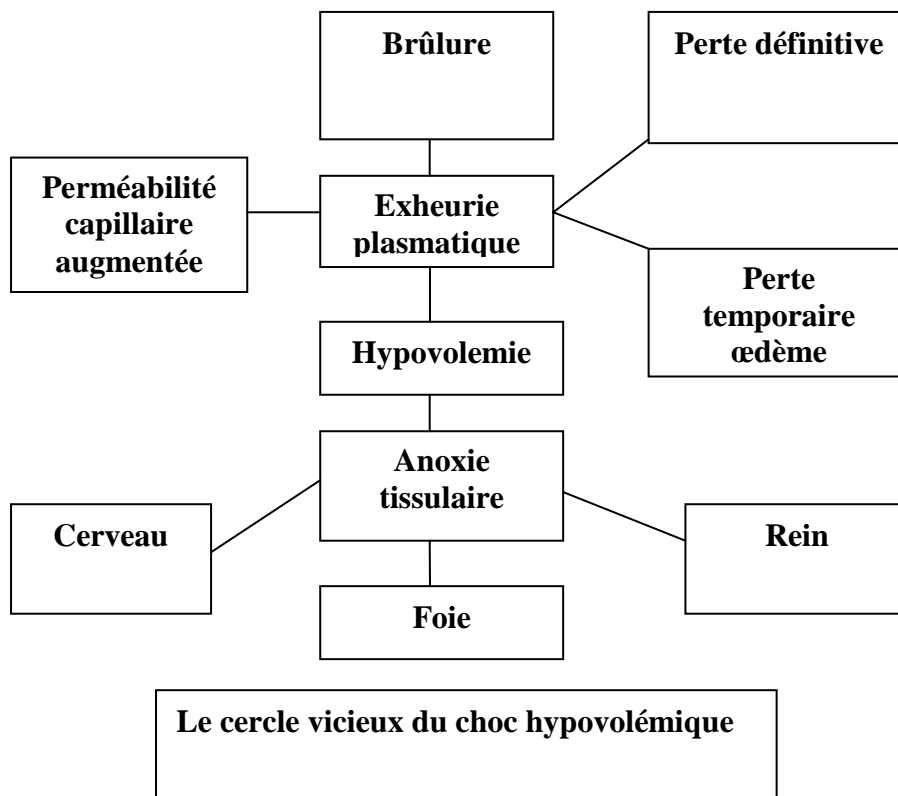 Brûlure
Perte définitive
Perméabilité
capillaire
augmentée
Exheurie
plasmatique
Perte
temporaire
œdème
Hypovolemie
Anoxie
tissulaire
Cerveau
Rein
Foie
Le cercle vicieux du choc hypovolémique